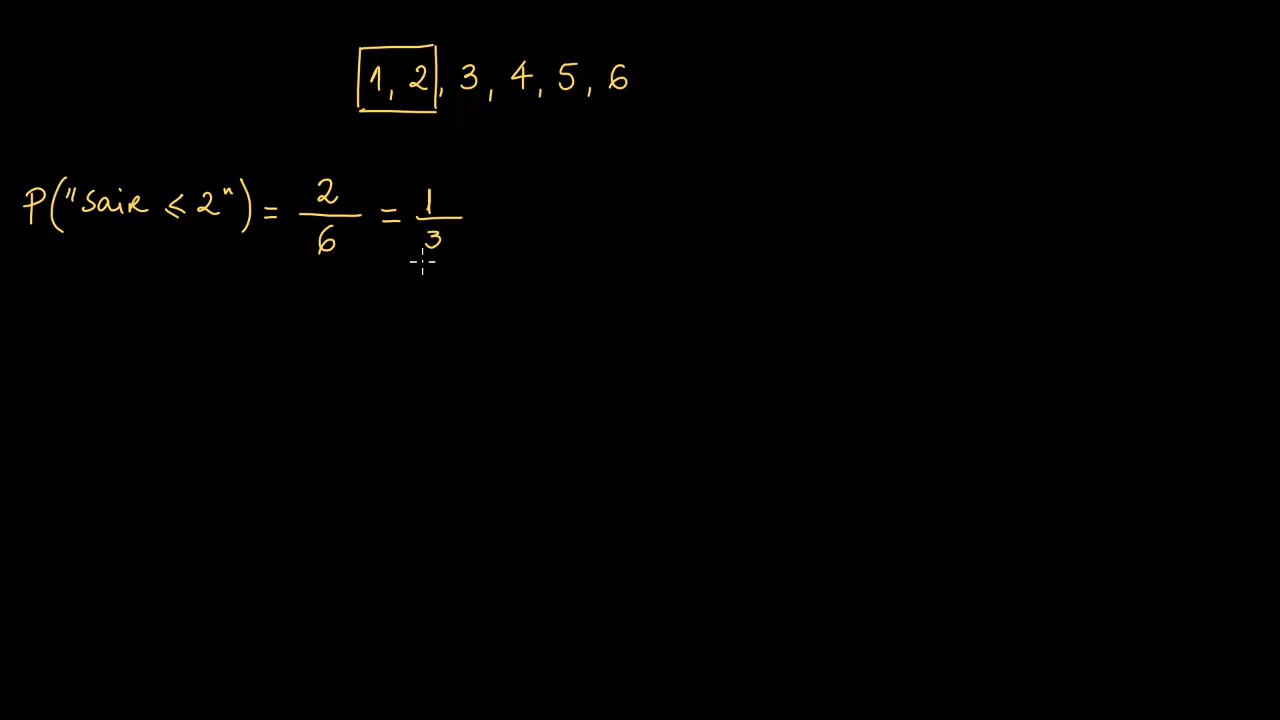 1, 2, 3, 4, 5, 6
P("sair ≤ 2") = 2/6 = 1/3